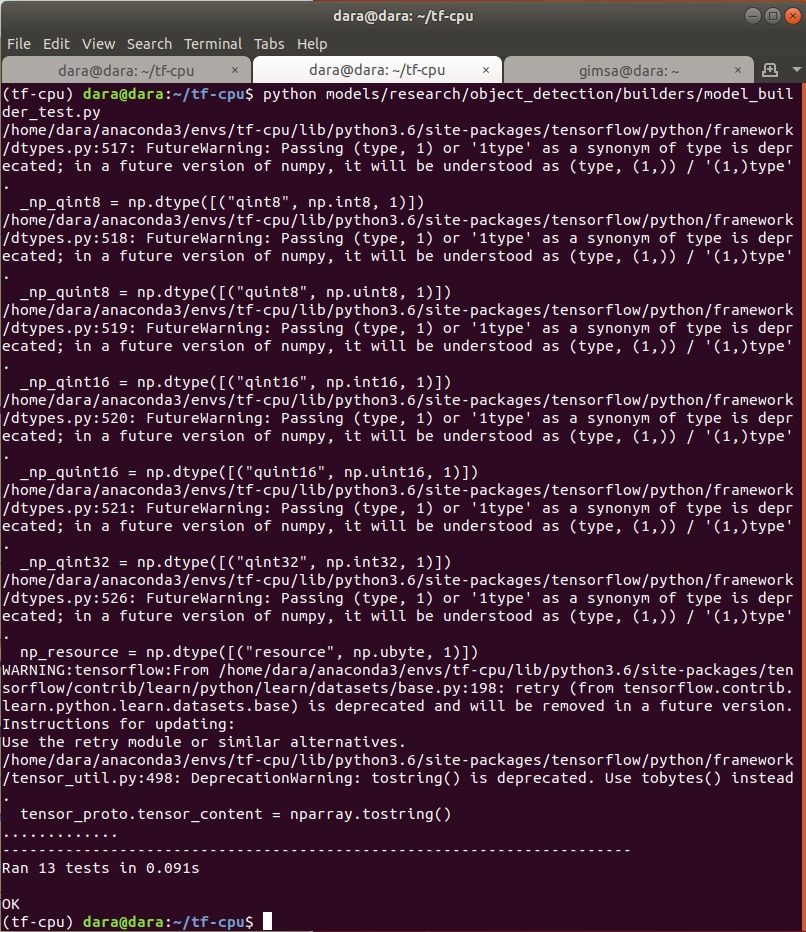 dara@dara: ~/tf-cpu
File Edit View Search Terminal Tabs Help
dara@dara: ~/tf-cpu × dara@dara: ~/tf-cpu × gimsa@dara: ~ ×
(tf-cpu) dara@dara:~/tf-cpu$ python models/research/object_detection/builders/model_buil
der_test.py
/home/dara/anaconda3/envs/tf-cpu/lib/python3.6/site-packages/tensorflow/python/framework
/dtypes.py:517: FutureWarning: Passing (type, 1) or '1type' as a synonym of type is depr
ecated; in a future version of numpy, it will be understood as (type, (1,)) / '(1,)type'
.
  _np_qint8 = np.dtype([("qint8", np.int8, 1)])
/home/dara/anaconda3/envs/tf-cpu/lib/python3.6/site-packages/tensorflow/python/framework
/dtypes.py:518: FutureWarning: Passing (type, 1) or '1type' as a synonym of type is depr
ecated; in a future version of numpy, it will be understood as (type, (1,)) / '(1,)type'
.
  _np_quint8 = np.dtype([("quint8", np.uint8, 1)])
/home/dara/anaconda3/envs/tf-cpu/lib/python3.6/site-packages/tensorflow/python/framework
/dtypes.py:519: FutureWarning: Passing (type, 1) or '1type' as a synonym of type is depr
ecated; in a future version of numpy, it will be understood as (type, (1,)) / '(1,)type'
.
  _np_qint16 = np.dtype([("qint16", np.int16, 1)])
/home/dara/anaconda3/envs/tf-cpu/lib/python3.6/site-packages/tensorflow/python/framework
/dtypes.py:520: FutureWarning: Passing (type, 1) or '1type' as a synonym of type is depr
ecated; in a future version of numpy, it will be understood as (type, (1,)) / '(1,)type'
.
  _np_quint16 = np.dtype([("quint16", np.uint16, 1)])
/home/dara/anaconda3/envs/tf-cpu/lib/python3.6/site-packages/tensorflow/python/framework
/dtypes.py:521: FutureWarning: Passing (type, 1) or '1type' as a synonym of type is depr
ecated; in a future version of numpy, it will be understood as (type, (1,)) / '(1,)type'
.
  _np_qint32 = np.dtype([("qint32", np.int32, 1)])
/home/dara/anaconda3/envs/tf-cpu/lib/python3.6/site-packages/tensorflow/python/framework
/dtypes.py:526: FutureWarning: Passing (type, 1) or '1type' as a synonym of type is depr
ecated; in a future version of numpy, it will be understood as (type, (1,)) / '(1,)type'
.
  np_resource = np.dtype([("resource", np.ubyte, 1)])
WARNING:tensorflow:From /home/dara/anaconda3/envs/tf-cpu/lib/python3.6/site-packages/ten
sorflow/contrib/learn/python/learn/datasets/base.py:198: retry (from tensorflow.contrib.
learn.python.learn.datasets.base) is deprecated and will be removed in a future version.
Instructions for updating:
Use the retry module or similar alternatives.
/home/dara/anaconda3/envs/tf-cpu/lib/python3.6/site-packages/tensorflow/python/framework
/tensor_util.py:498: DeprecationWarning: tostring() is deprecated. Use tobytes() instead
.
  tensor_proto.tensor_content = nparray.tostring()
.............
----------------------------------------------------------------------
Ran 13 tests in 0.091s

OK
(tf-cpu) dara@dara:~/tf-cpu$